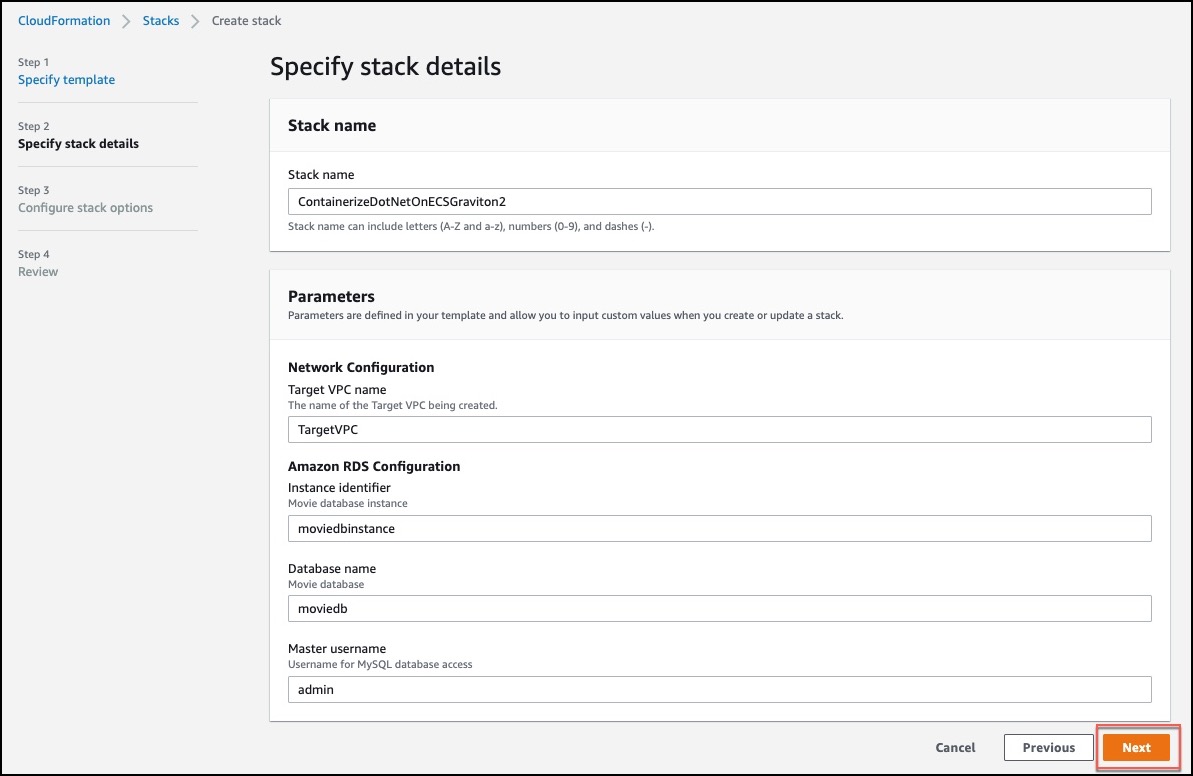 CloudFormation > Stacks > Create stack
Step 1
Specify template
Step 2
Specify stack details
Step 3
Configure stack options
Step 4
Review
Specify stack details
Stack name
Stack name
ContainerizeDotNetOnECSGraviton2
Stack name can include letters (A-Z and a-z), numbers (0-9), and dashes (-).
Parameters
Parameters are defined in your template and allow you to input custom values when you create or update a stack.
Network Configuration
Target VPC name
The name of the Target VPC being created.
TargetVPC
Amazon RDS Configuration
Instance identifier
Movie database instance
moviedbinstance
Database name
Movie database
moviedb
Master username
Username for MySQL database access
admin
Cancel Previous Next